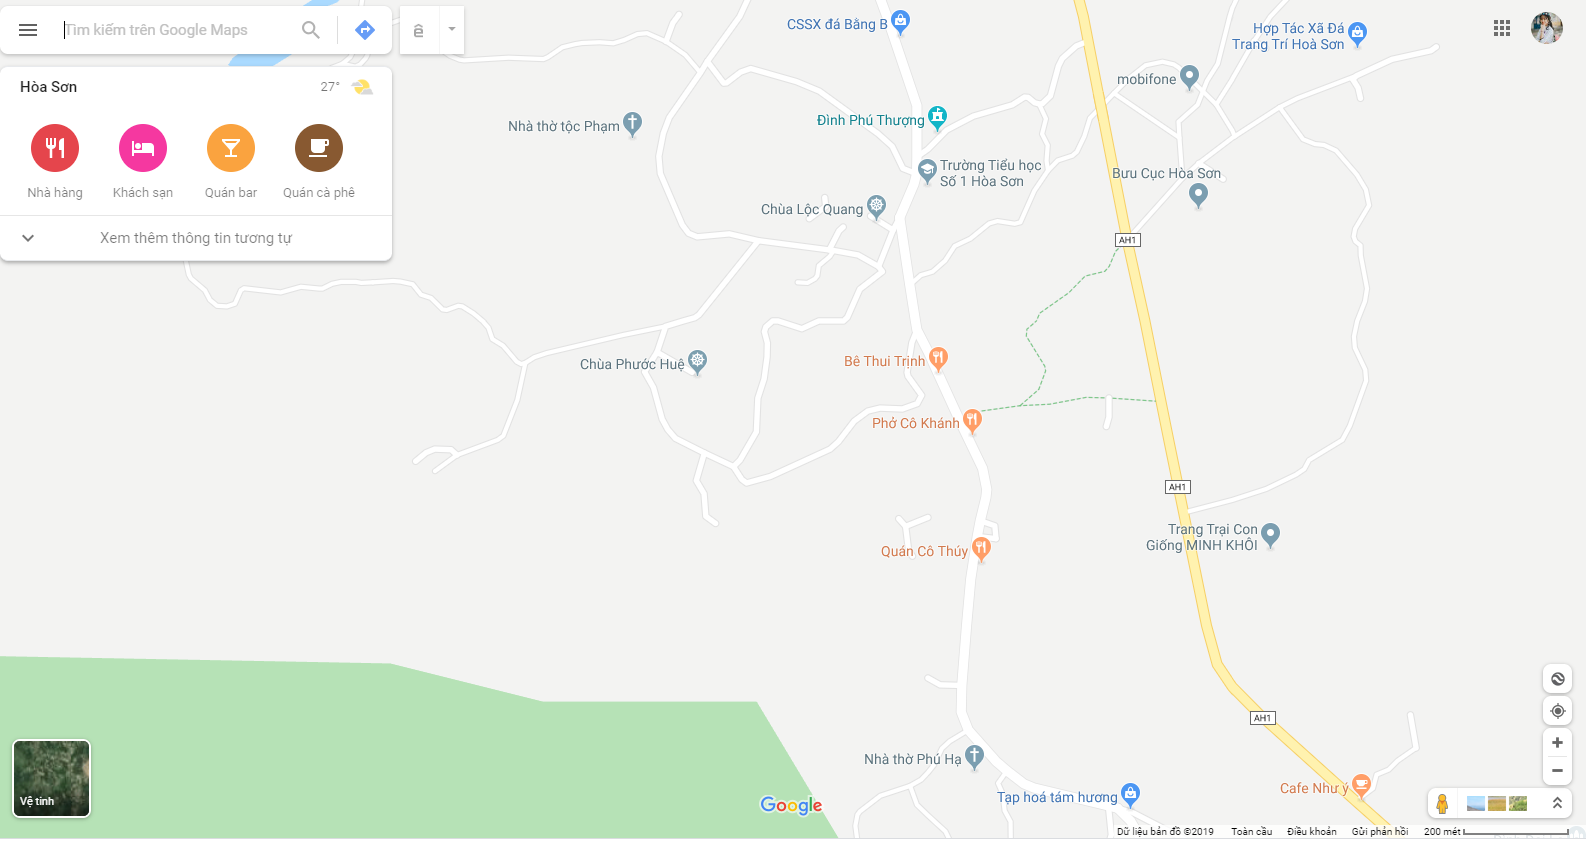 Tìm kiếm trên Google Maps
Hòa Sơn
27°
Nhà hàng
Khách sạn
Quán bar
Quán cà phê
Xem thêm thông tin tương tự
CSSX đá Bằng B
Hợp Tác Xã Đá
Trang Trí Hoà Sơn
mobifone
Nhà thờ tộc Phạm
Đình Phú Thượng
Trường Tiểu học
Số 1 Hòa Sơn
Bưu Cục Hòa Sơn
Chùa Lộc Quang
AH1
Chùa Phước Huệ
Bê Thui Trịnh
Phở Cô Khánh
AH1
Trang Trại Con
Giống MINH KHÔI
Quán Cô Thúy
AH1
Nhà thờ Phú Hạ
Cafe Như ý
Tạp hoá tám hương
Vệ tinh
Google
Dữ liệu bản đồ ©2019
Toàn cầu
Điều khoản
Gửi phản hồi
200 mét